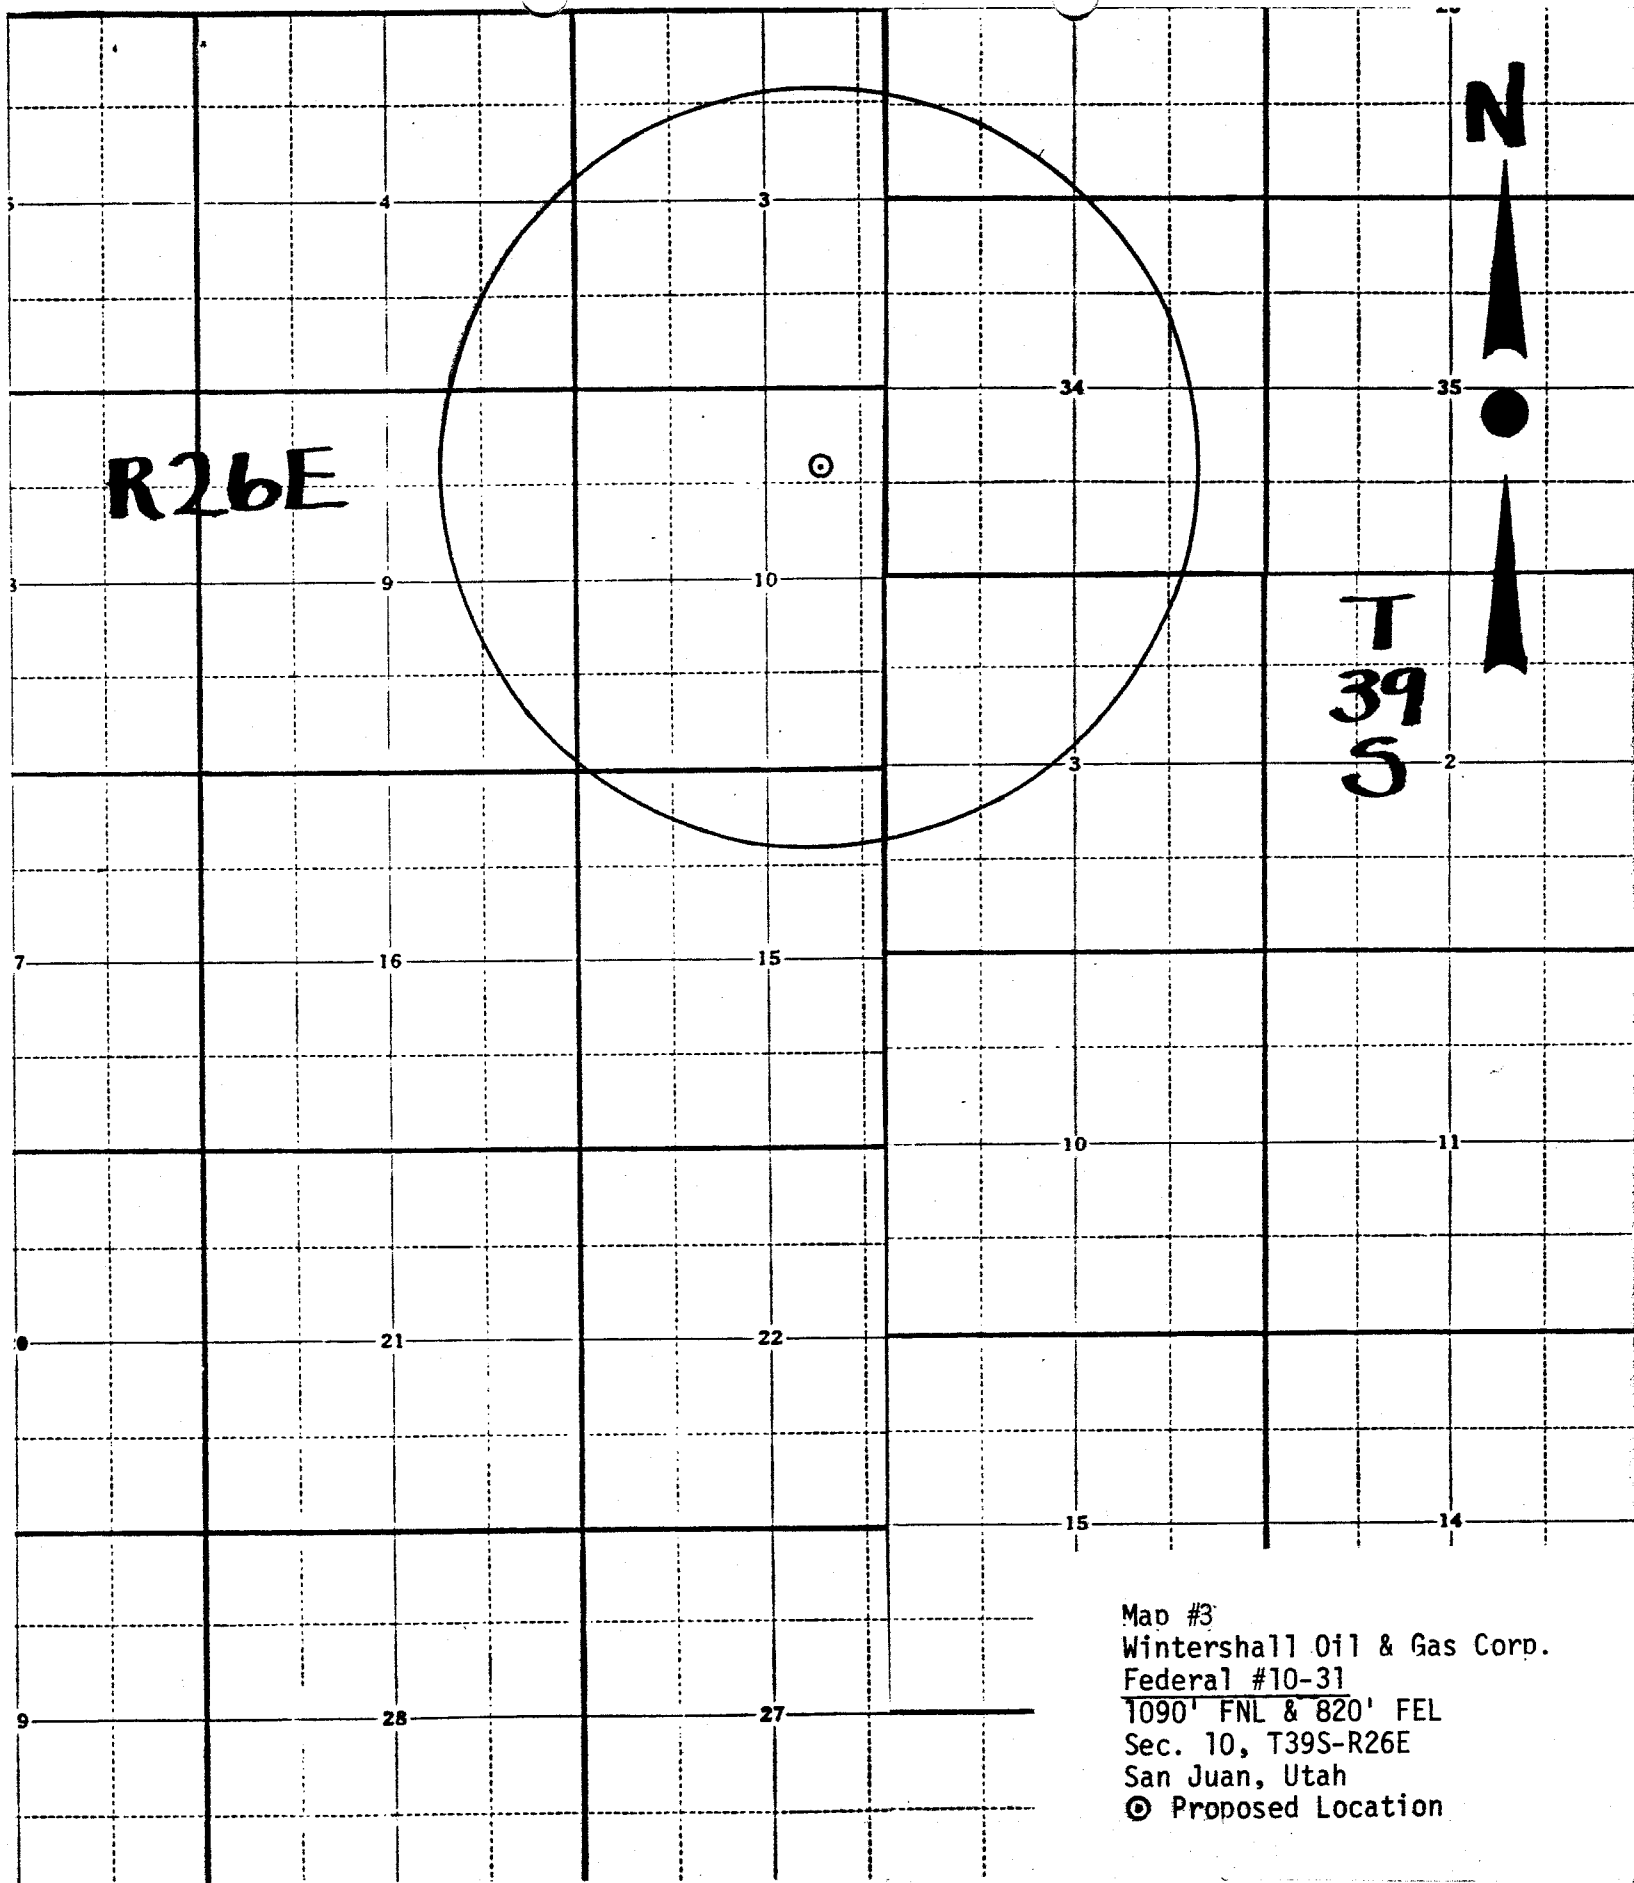 N
4 3
34 35
R26E
9 10
T
39
S
3 2
7 16 15
10 11
21 22
15 14
9 28 27
Map #3
Wintershall Oil & Gas Corp.
Federal #10-31
1090' FNL & 820' FEL
Sec. 10, T39S-R26E
San Juan, Utah
Proposed Location